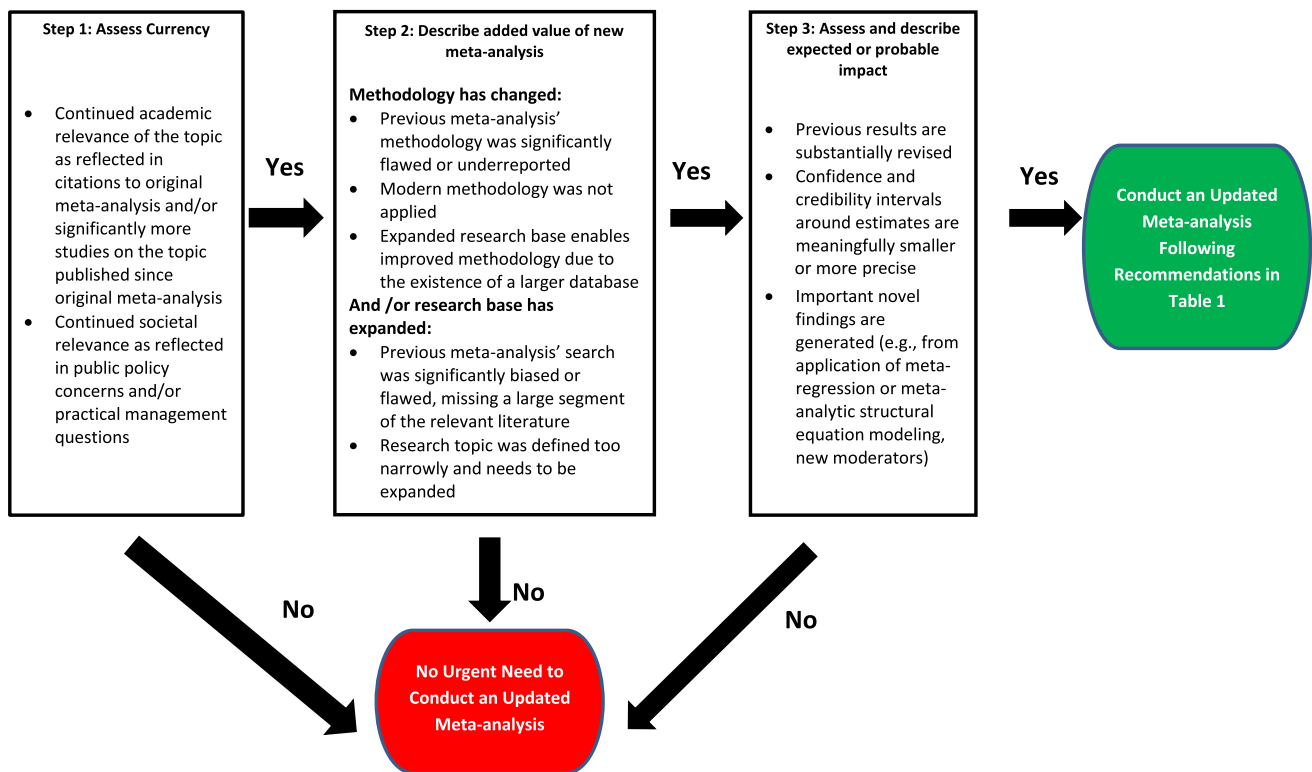 Step 1: Assess Currency
• Continued academic
relevance of the topic
as reflected in
citations to original
meta-analysis and/or
significantly more
studies on the topic
published since
original meta-analysis
• Continued societal
relevance as reflected
in public policy
concerns and/or
practical management
questions
Yes
Step 2: Describe added value of new
meta-analysis
Methodology has changed:
• Previous meta-analysis’
methodology was significantly
flawed or underreported
• Modern methodology was not
applied
• Expanded research base enables
improved methodology due to
the existence of a larger database
And /or research base has
expanded:
• Previous meta-analysis’ search
was significantly biased or
flawed, missing a large segment
of the relevant literature
• Research topic was defined too
narrowly and needs to be
expanded
Yes
Step 3: Assess and describe
expected or probable
impact
• Previous results are
substantially revised
• Confidence and
credibility intervals
around estimates are
meaningfully smaller
or more precise
• Important novel
findings are
generated (e.g., from
application of meta-
regression or meta-
analytic structural
equation modeling,
new moderators)
Yes
Conduct an Updated
Meta-analysis
Following
Recommendations in
Table 1
No
No
No
No Urgent Need to
Conduct an Updated
Meta-analysis